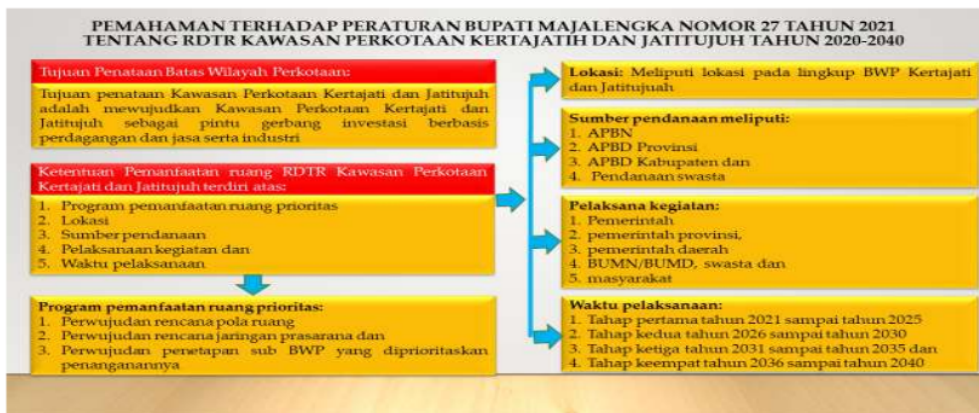 PEMAHAMAN TERHADAP PERATURAN BUPATI MAJALENGKA NOMOR 27 TAHUN 2021
TENTANG RDTR KAWASAN PERKOTAAN KERTAJATIH DAN JATITUJUH TAHUN 2020-2040
Tujuan Penataan Batas Wilayah Perkotaan:
Tujuan penataan Kawasan Perkotaan Kertajati dan Jatitujuh
adalah mewujudkan Kawasan Perkotaan Kertajati dan
Jatitujuh sebagai pintu gerbang investasi berbasis
perdagangan dan jasa serta industri
Ketentuan Pemanfaatan ruang RDTR Kawasan Perkotaan
Kertajati dan Jatitujuh terdiri atas:
1. Program pemanfaatan ruang prioritas
2. Lokasi
3. Sumber pendanaan
4. Pelaksanaan kegiatan dan
5. Waktu pelaksanaan
Program pemanfaatan ruang prioritas:
1. Perwujudan rencana pola ruang
2. Perwujudan rencana jaringan prasarana dan
3. Perwujudan penetapan sub BWP yang diprioritaskan
penanganannya
Lokasi: Meliputi lokasi pada lingkup BWP Kertajati
dan Jatitujuah
Sumber pendanaan meliputi:
1. APBN
2. APBD Provinsi
3. APBD Kabupaten dan
4. Pendanaan swasta
Pelaksana kegiatan:
1. Pemerintah
2. pemerintah provinsi,
3. pemerintah daerah
4. BUMN/BUMD, swasta dan
5. masyarakat
Waktu pelaksanaan:
1. Tahap pertama tahun 2021 sampai tahun 2025
2. Tahap kedua tahun 2026 sampai tahun 2030
3. Tahap ketiga tahun 2031 sampai tahun 2035 dan
4. Tahap keempat tahun 2036 sampai tahun 2040